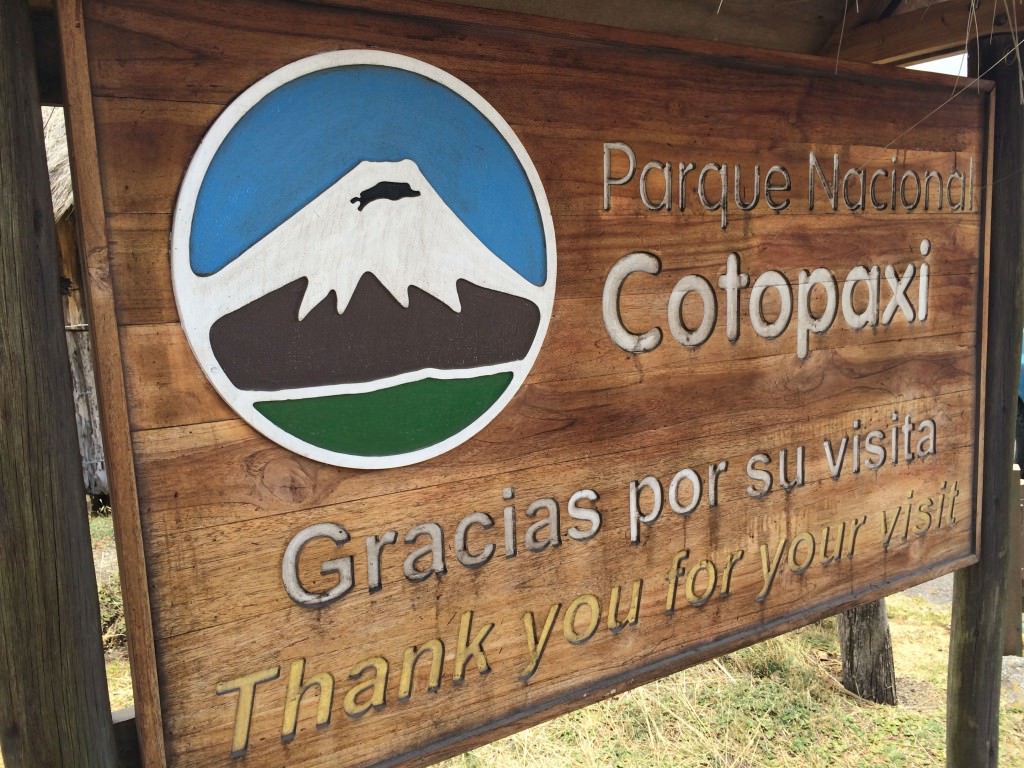 Parque Nacional
Cotopaxi
Gracias por su visita
Thank you for your visit